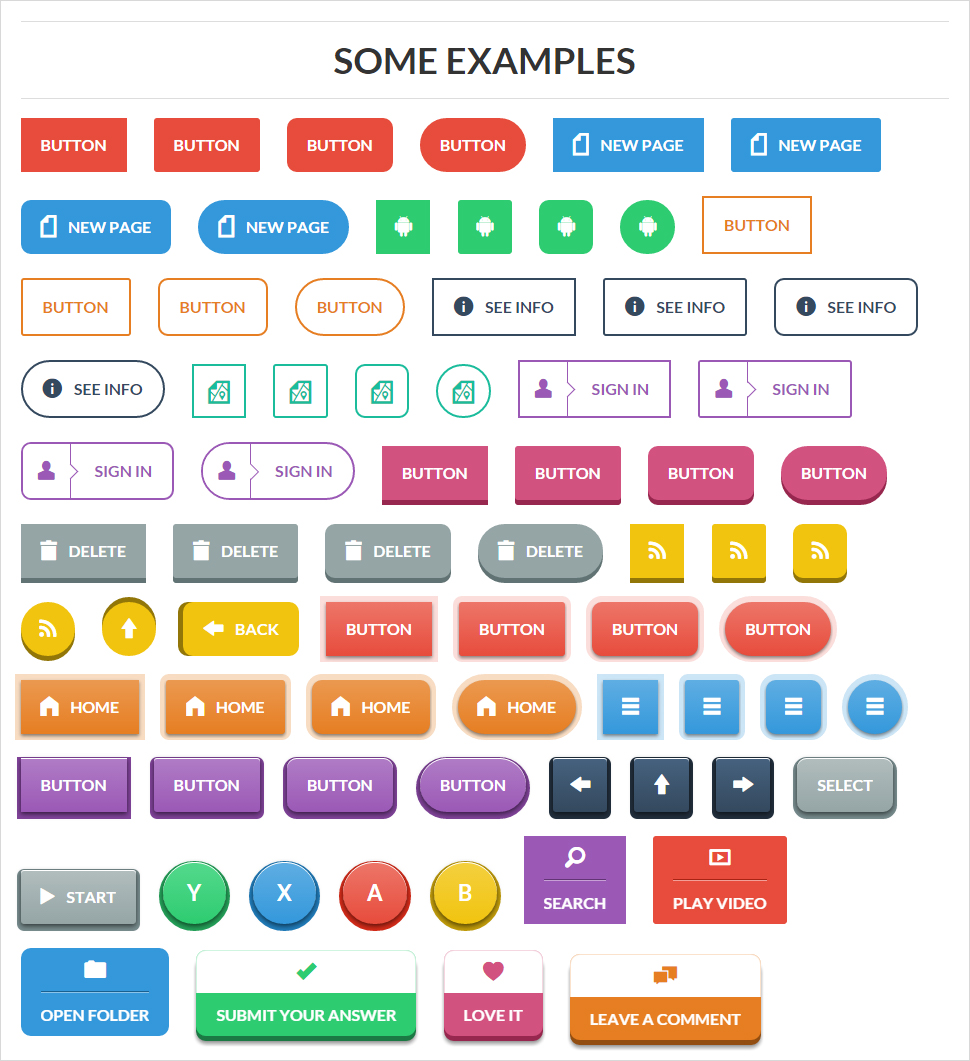 SOME EXAMPLES
BUTTON BUTTON BUTTON BUTTON NEW PAGE NEW PAGE
NEW PAGE NEW PAGE BUTTON
BUTTON BUTTON BUTTON SEE INFO SEE INFO SEE INFO
SEE INFO SIGN IN SIGN IN
SIGN IN SIGN IN BUTTON BUTTON BUTTON BUTTON
DELETE DELETE DELETE DELETE
BACK BUTTON BUTTON BUTTON BUTTON
HOME HOME HOME HOME
BUTTON BUTTON BUTTON BUTTON SELECT
START Y X A B SEARCH PLAY VIDEO
OPEN FOLDER SUBMIT YOUR ANSWER LOVE IT LEAVE A COMMENT